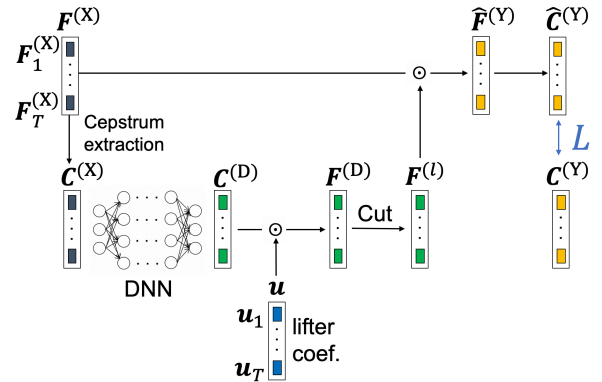 F^(X)
F̂^(Y)
Ĉ^(Y)
F_1^(X)
F_T^(X)
Cepstrum
extraction
L
C^(X)
C^(D)
F^(D)
F^(l)
C^(Y)
Cut
DNN
u
u_1
lifter
coef.
u_T